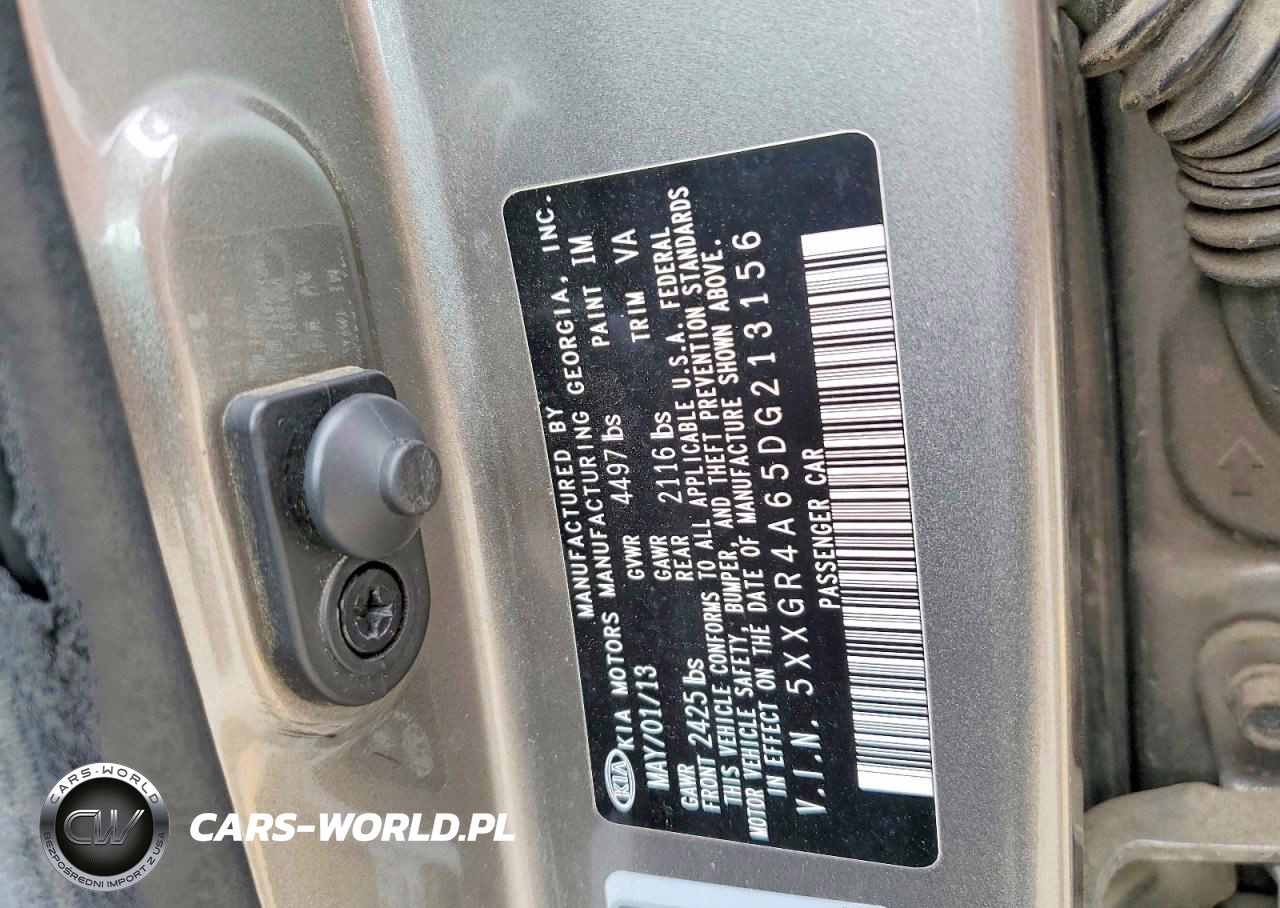 MANUFACTURED BY
KIA KIA MOTORS MANUFACTURING GEORGIA, INC.
MAY/01/13 GVWR 4497 lbs PAINT IM
GAWR FRONT 2425 lbs GAWR REAR 2116 lbs TRIM VA
THIS VEHICLE CONFORMS TO ALL APPLICABLE U.S.A. FEDERAL
MOTOR VEHICLE SAFETY, BUMPER, AND THEFT PREVENTION STANDARDS
IN EFFECT ON THE DATE OF MANUFACTURE SHOWN ABOVE.
V.I.N. 5XXGR4A65DG213156
PASSENGER CAR
CARS-WORLD
CW
BEZPOŚREDNI IMPORT Z USA
CARS-WORLD.PL